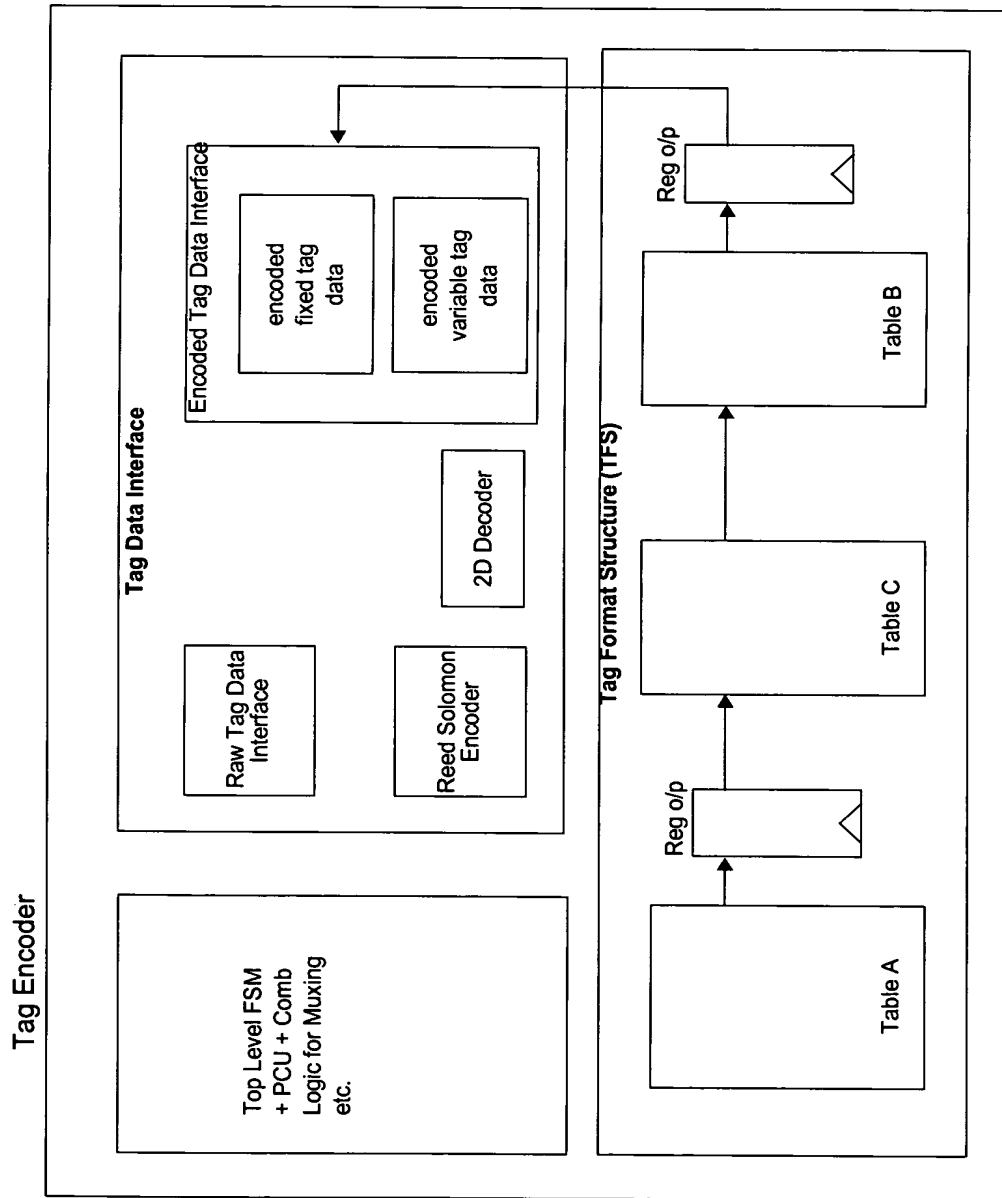 Tag Encoder
Top Level FSM
+ PCU + Comb
Logic for Muxing
etc.
Tag Data Interface
Raw Tag Data
Interface
Reed Solomon
Encoder
2D Decoder
Encoded Tag Data Interface
encoded
fixed tag
data
encoded
variable tag
data
Tag Format Structure (TFS)
Table A
Reg o/p
Table C
Table B
Reg o/p